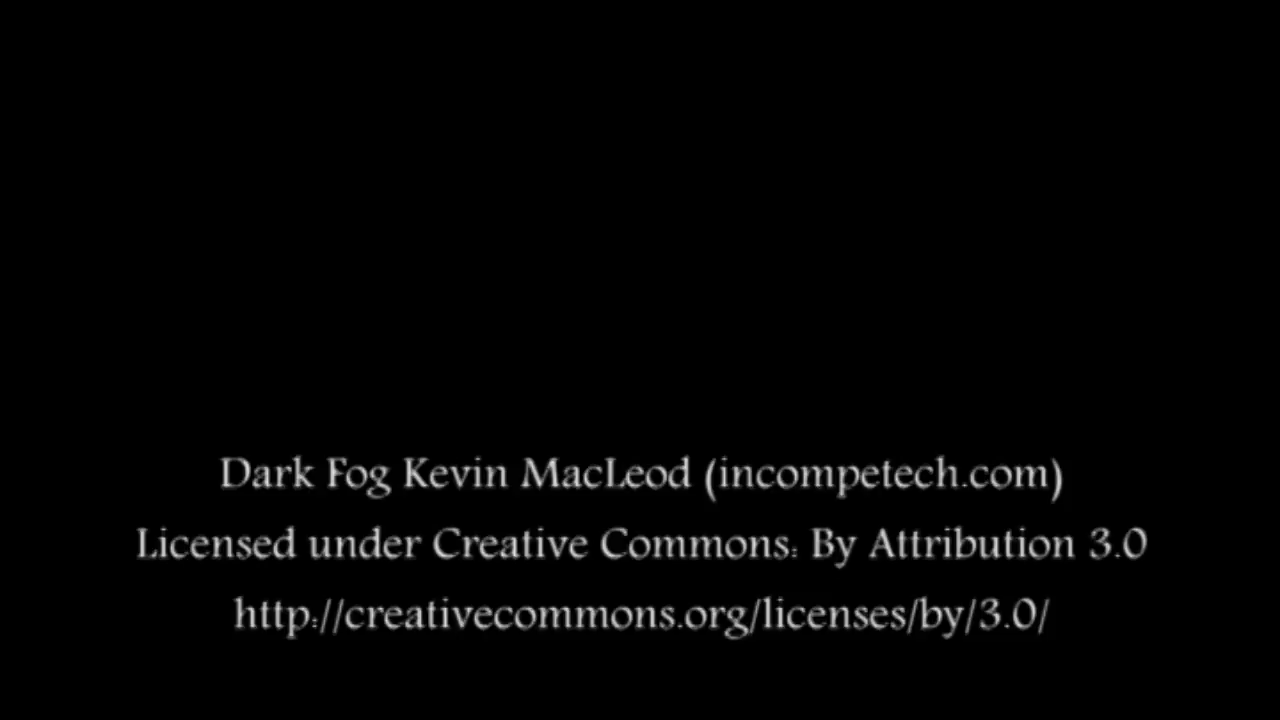 Dark Fog Kevin MacLeod (incompetech.com)
Licensed under Creative Commons: By Attribution 3.0
http://creativecommons.org/licenses/by/3.0/